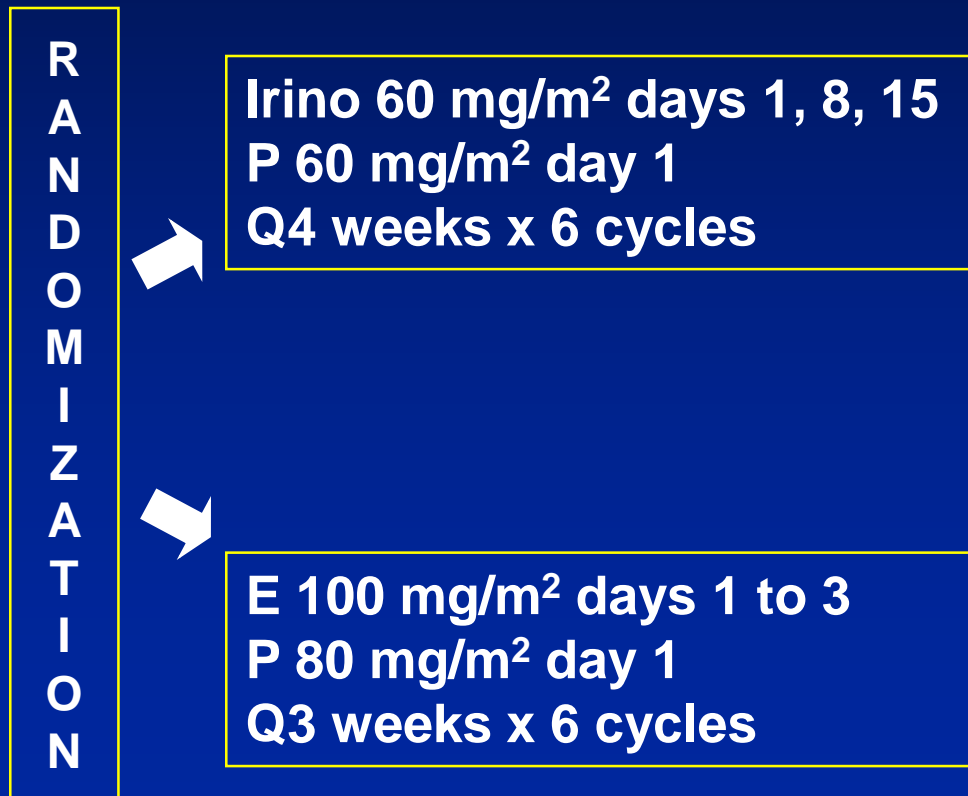 RANDOMIZATION
Irino 60 mg/m² days 1, 8, 15
P 60 mg/m² day 1
Q4 weeks x 6 cycles
E 100 mg/m² days 1 to 3
P 80 mg/m² day 1
Q3 weeks x 6 cycles